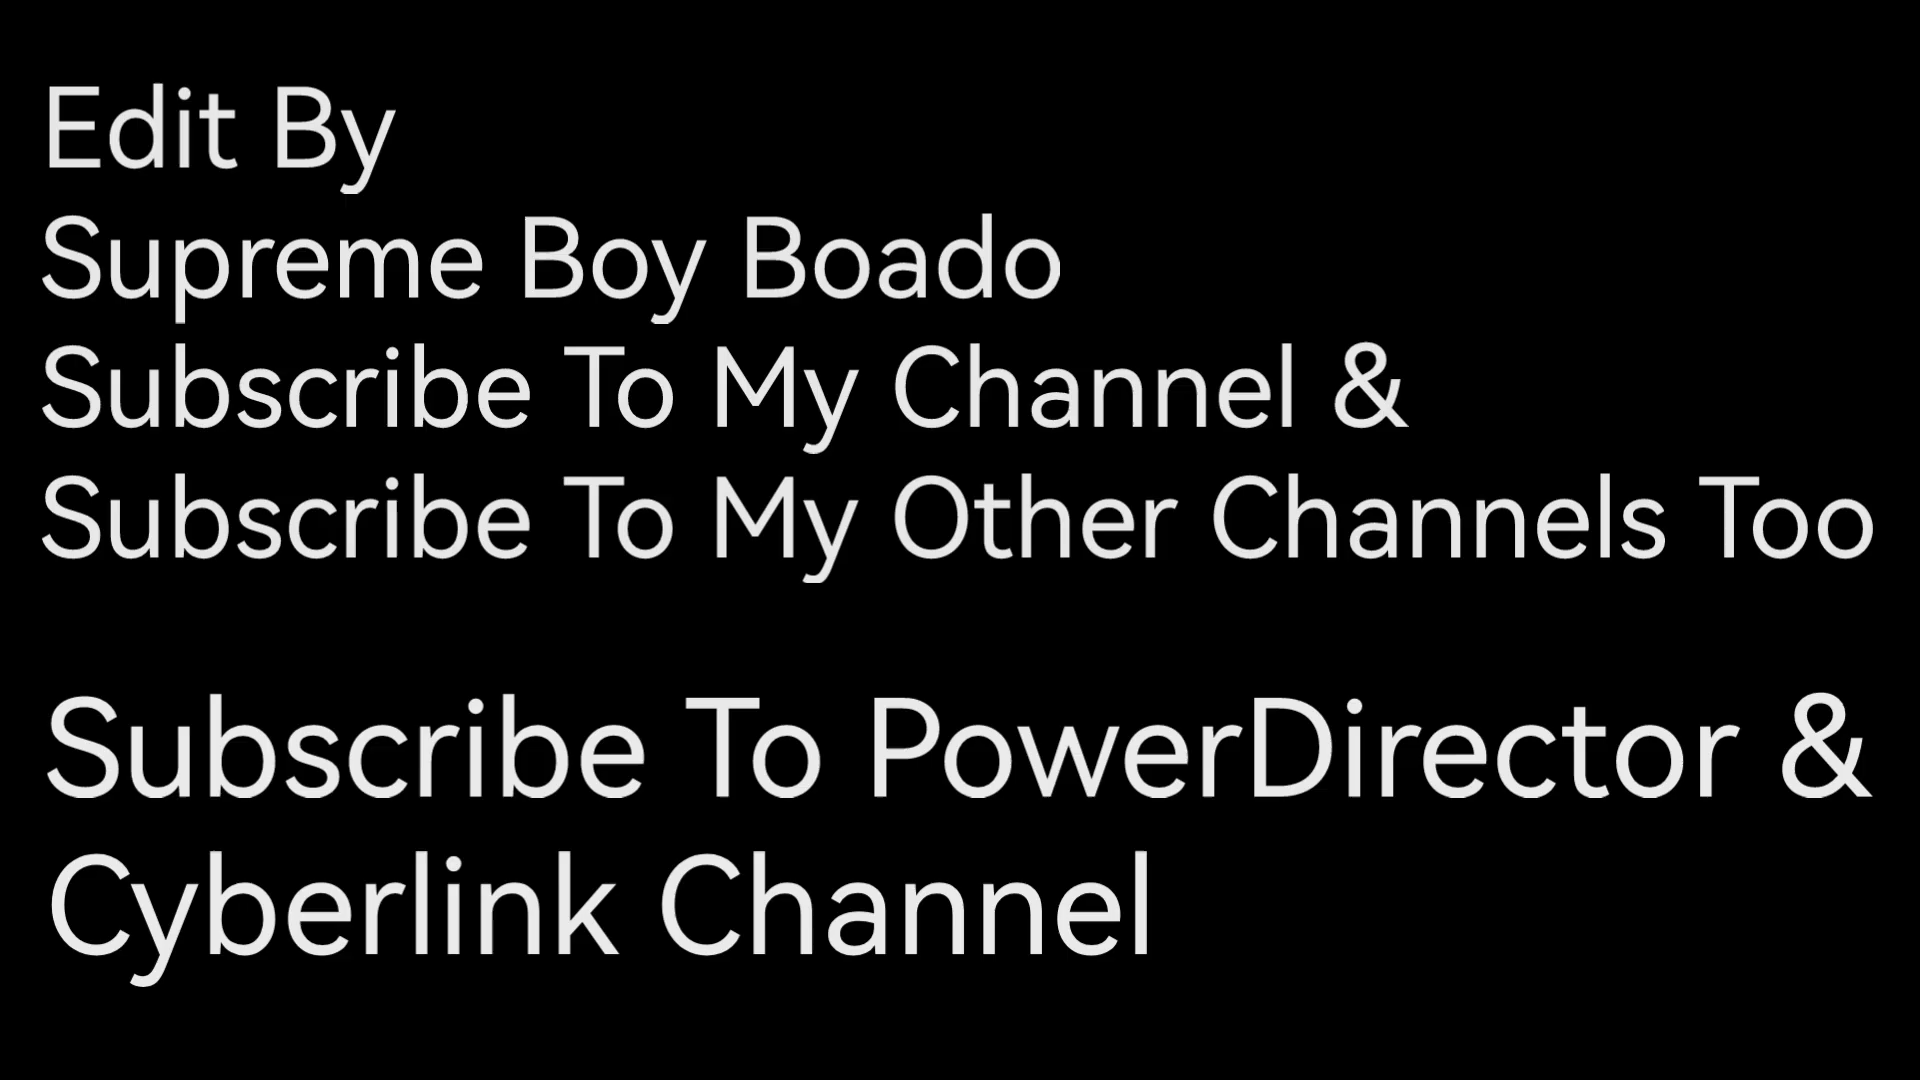 Edit By
Supreme Boy Boado
Subscribe To My Channel &
Subscribe To My Other Channels Too
Subscribe To PowerDirector &
Cyberlink Channel